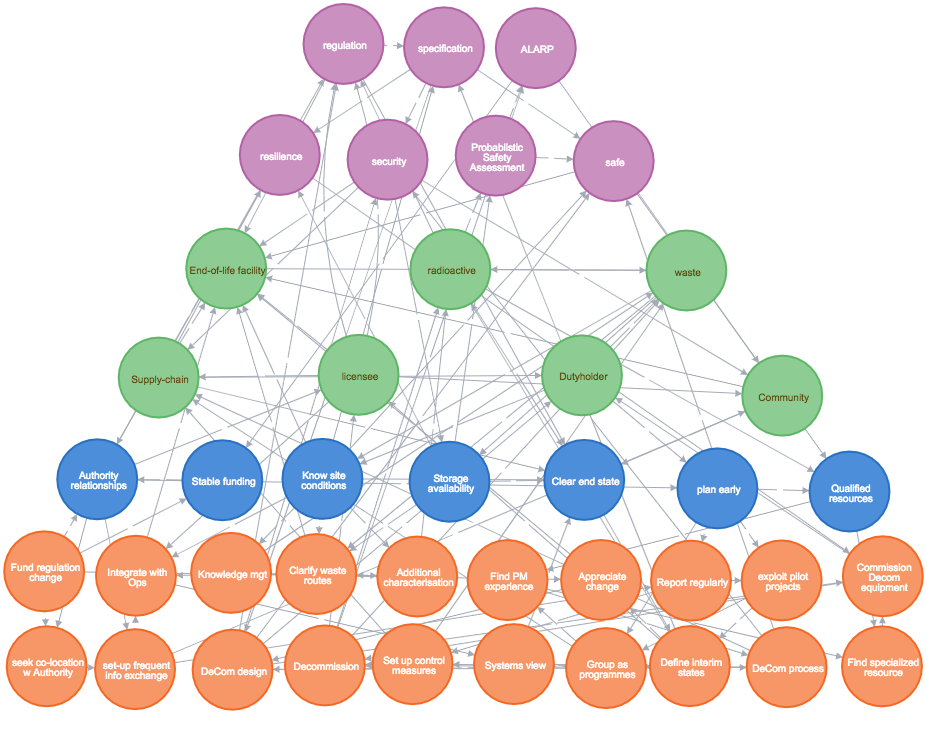 regulation
specification
ALARP
resilience
security
Probablistic
Safety
Assessment
safe
End-of-life facility
radioactive
waste
Supply-chain
licensee
Dutyholder
Community
Authority
relationships
Stable funding
Know site
conditions
Storage
availability
Clear end state
plan early
Qualified
resources
Fund regulation
change
Integrate with
Ops
Knowledge mgt
Clarify waste
routes
Additional
characterisation
Find PM
experience
Appreciate
change
Report regularly
exploit pilot
projects
Commission
Decom
equipment
seek co-location
w Authority
set-up frequent
info exchange
DeCom design
Decommission
Set up control
measures
Systems view
Group as
programmes
Define interim
states
DeCom process
Find specialized
resource